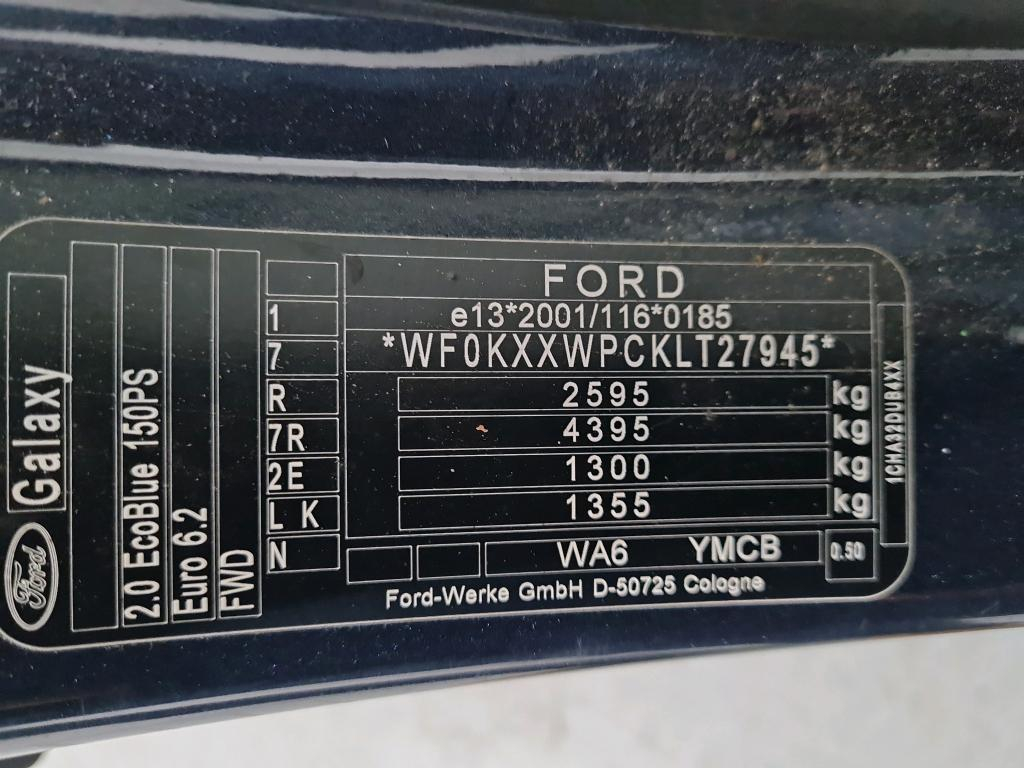 Ford
Galaxy
2.0 EcoBlue 150PS
Euro 6.2
FWD
FORD
1 e13*2001/116*0185
7 *WF0KXXWPCKLT27945*
R 2595 kg
7R 4395 kg
2E 1300 kg
L K 1355 kg
N WA6 YMCB 0.50
Ford-Werke GmbH D-50725 Cologne
1CHA32DUB4XX